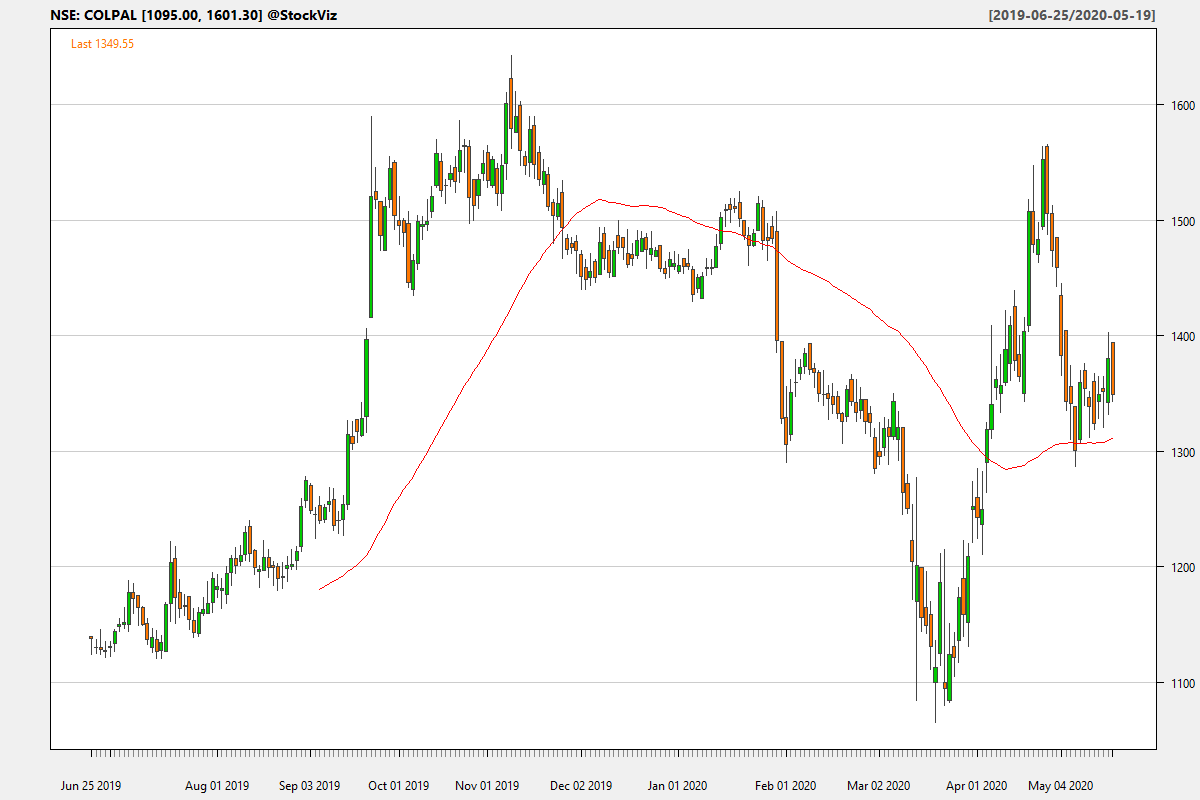 NSE: COLPAL [1095.00, 1601.30] @StockViz [2019-06-25/2020-05-19]
Last 1349.55
1600
1500
1400
1300
1200
1100
Jun 25 2019 Aug 01 2019 Sep 03 2019 Oct 01 2019 Nov 01 2019 Dec 02 2019 Jan 01 2020 Feb 01 2020 Mar 02 2020 Apr 01 2020 May 04 2020